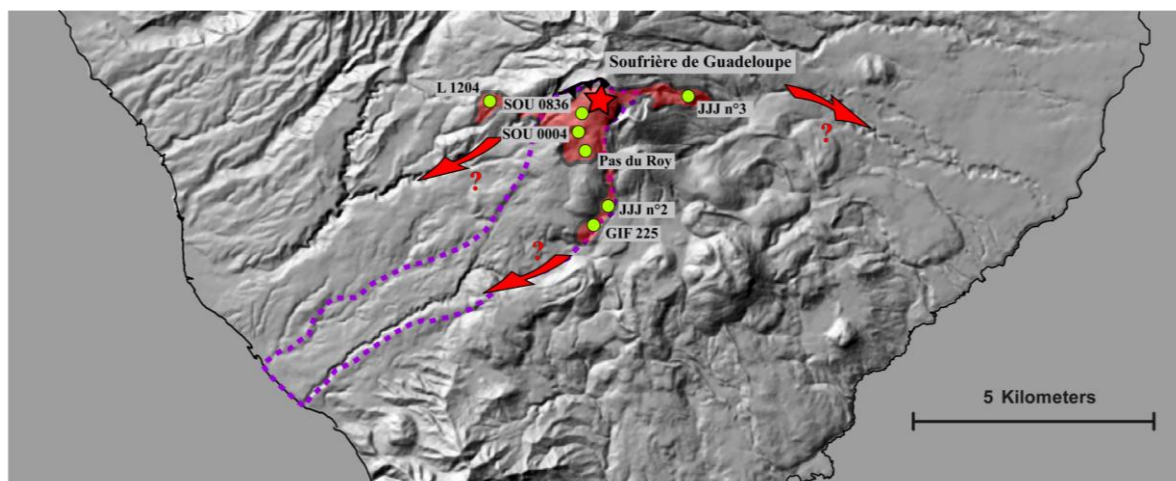 Soufrière de Guadeloupe
L 1204
SOU 0836
JJJ n°3
SOU 0004
?
Pas du Roy
?
JJJ n°2
GIF 225
?
5 Kilometers